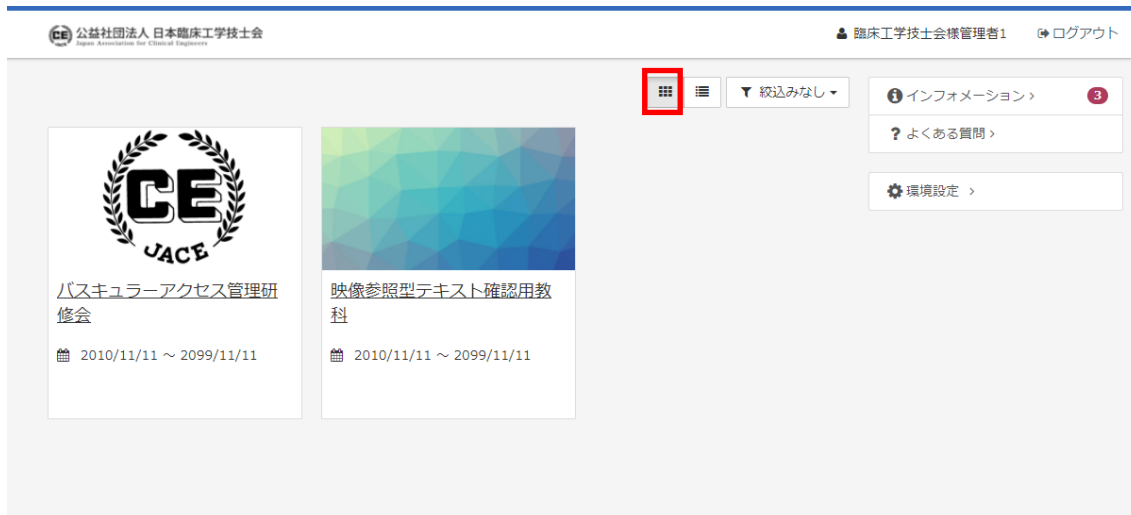 CE 公益社団法人 日本臨床工学技士会
Japan Association for Clinical Engineers
臨床工学技士会様管理者1 ログアウト
絞込みなし
インフォメーション 3
よくある質問
環境設定
CE
JACE
バスキュラーアクセス管理研
修会
2010/11/11 ～ 2099/11/11
映像参照型テキスト確認用教
科
2010/11/11 ～ 2099/11/11